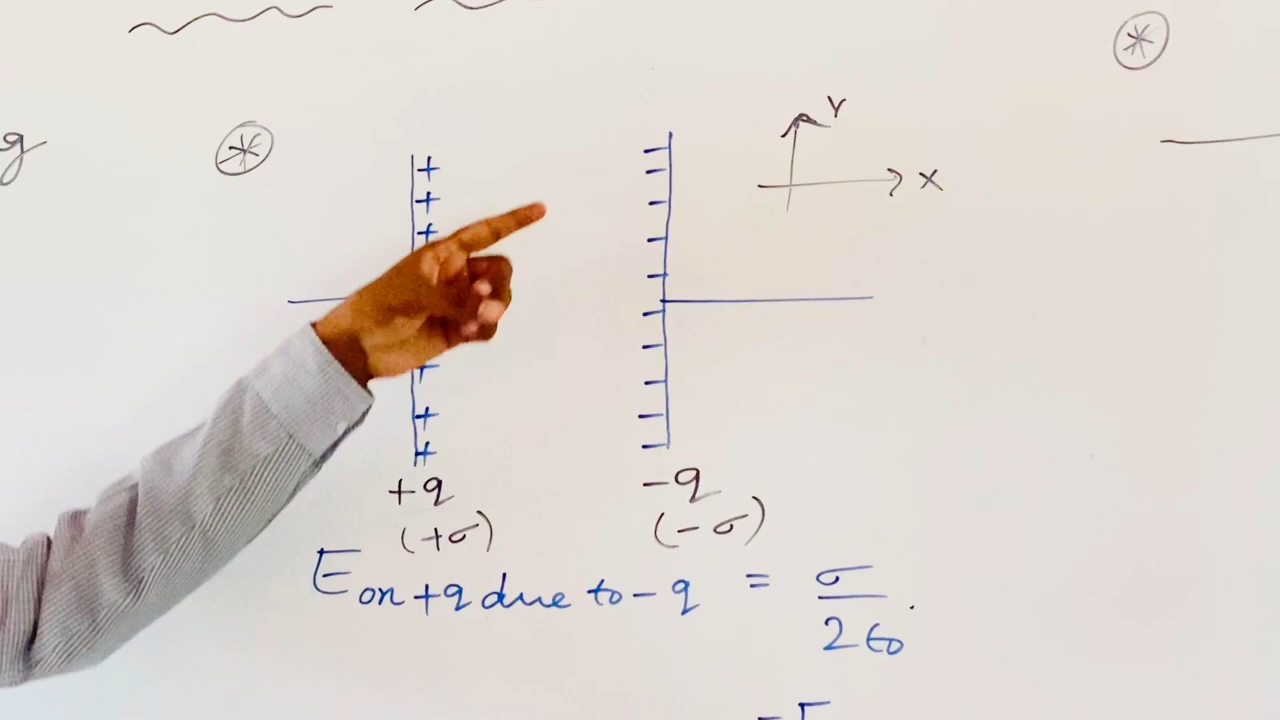 g
Y
X
+q
-q
(+σ)
(-σ)
E on +q due to -q = σ / 2ϵ0.